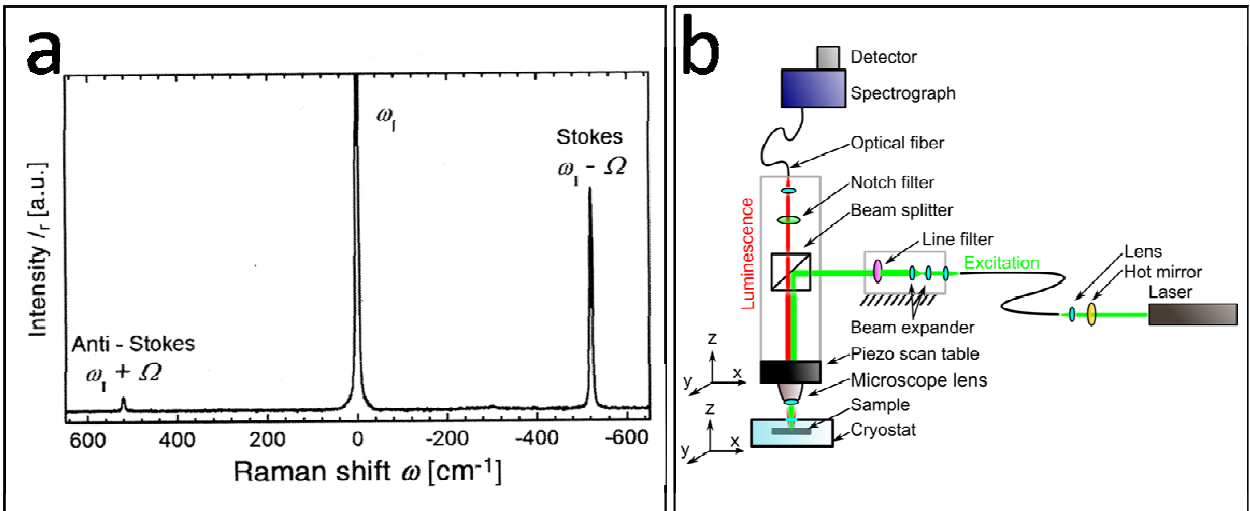 a
ω_l
Stokes
ω_l - Ω
Intensity I_r [a.u.]
Anti - Stokes
ω_l + Ω
600 400 200 0 -200 -400 -600
Raman shift ω [cm⁻¹]
b
Detector
Spectrograph
Optical fiber
Notch filter
Beam splitter
Luminescence
Line filter
Excitation
Lens
Hot mirror
Laser
Beam expander
Piezo scan table
Microscope lens
Sample
Cryostat
z
y x
z
y x